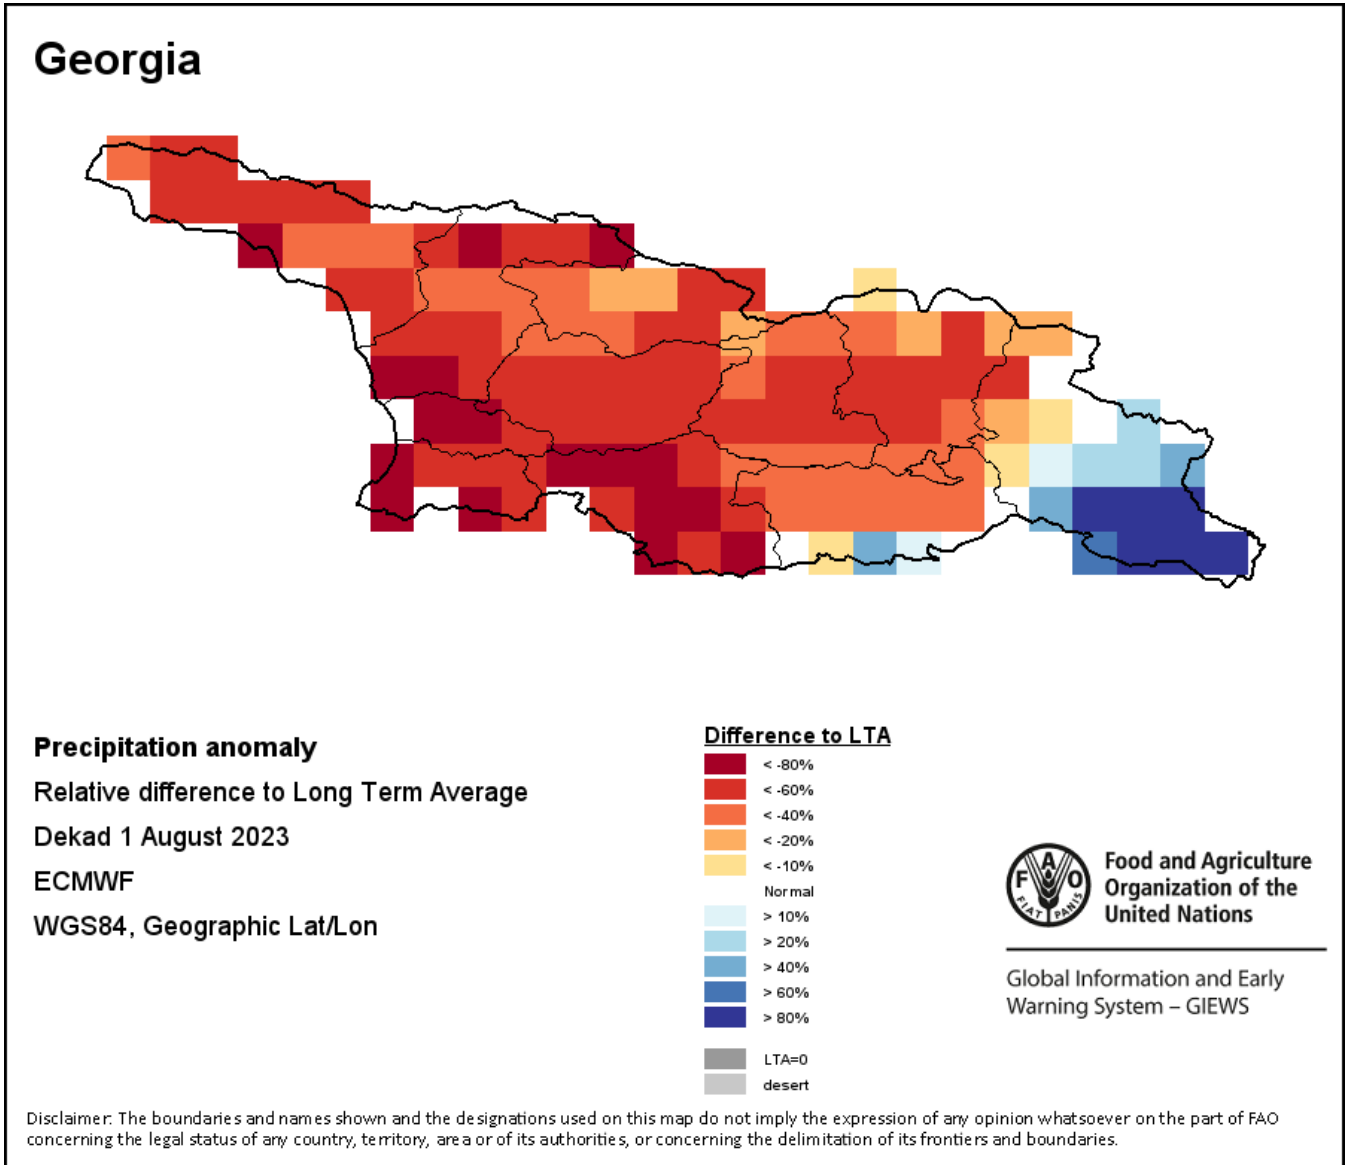 Georgia
Precipitation anomaly
Relative difference to Long Term Average
Dekad 1 August 2023
ECMWF
WGS84, Geographic Lat/Lon
Difference to LTA
< -80%
< -60%
< -40%
< -20%
< -10%
Normal
> 10%
> 20%
> 40%
> 60%
> 80%
LTA=0
desert
F A O
FIAT PANIS
Food and Agriculture
Organization of the
United Nations
Global Information and Early
Warning System – GIEWS
Disclaimer: The boundaries and names shown and the designations used on this map do not imply the expression of any opinion whatsoever on the part of FAO
concerning the legal status of any country, territory, area or of its authorities, or concerning the delimitation of its frontiers and boundaries.